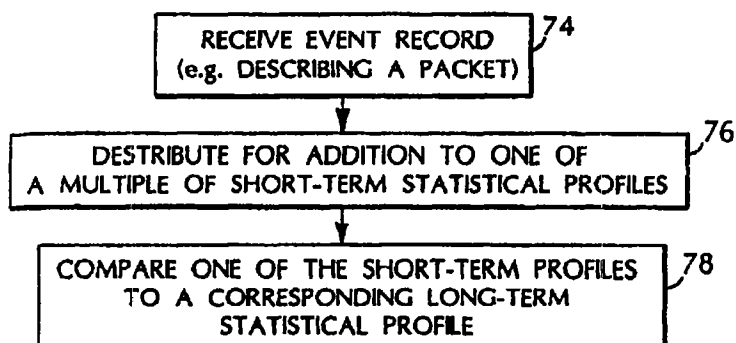 RECEIVE EVENT RECORD
(e.g. DESCRIBING A PACKET)
74
DESTRIBUTE FOR ADDITION TO ONE OF
A MULTIPLE OF SHORT-TERM STATISTICAL PROFILES
76
COMPARE ONE OF THE SHORT-TERM PROFILES
TO A CORRESPONDING LONG-TERM
STATISTICAL PROFILE
78